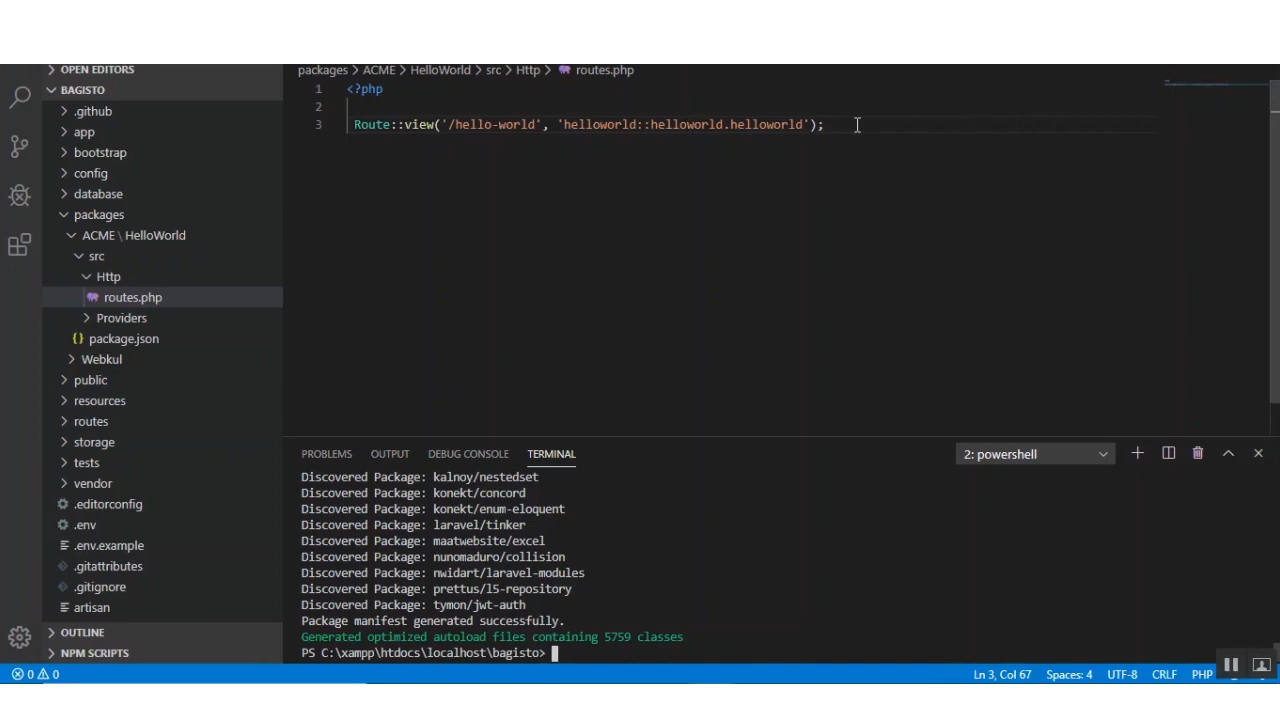 OPEN EDITORS
BAGISTO
.github
app
bootstrap
config
database
packages
ACME \ HelloWorld
src
Http
routes.php
Providers
package.json
Webkul
public
resources
routes
storage
tests
vendor
.editorconfig
.env
.env.example
.gitattributes
.gitignore
artisan
OUTLINE
NPM SCRIPTS
packages > ACME > HelloWorld > src > Http > routes.php
1 <?php
2
3 Route::view('/hello-world', 'helloworld::helloworld.helloworld');
PROBLEMS OUTPUT DEBUG CONSOLE TERMINAL 2: powershell
Discovered Package: kalnoy/nestedset
Discovered Package: konekt/concord
Discovered Package: konekt/enum-eloquent
Discovered Package: laravel/tinker
Discovered Package: maatwebsite/excel
Discovered Package: nunomaduro/collision
Discovered Package: nwidart/laravel-modules
Discovered Package: prettus/l5-repository
Discovered Package: tymon/jwt-auth
Package manifest generated successfully.
Generated optimized autoload files containing 5759 classes
PS C:\xampp\htdocs\localhost\bagisto>
0 0 Ln 3, Col 67 Spaces: 4 UTF-8 CRLF PHP